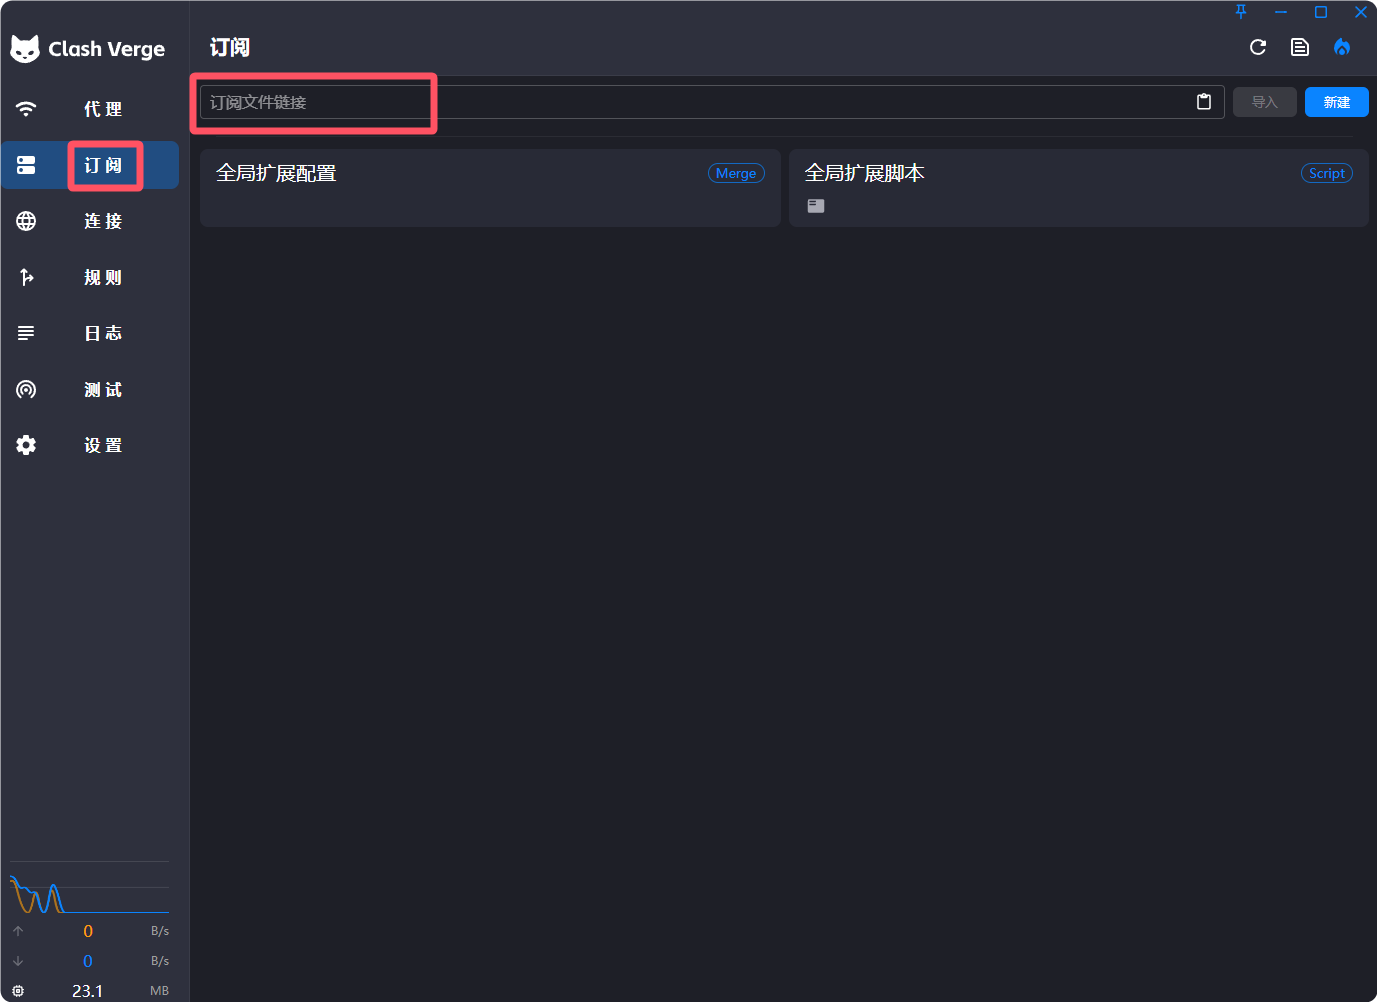 Clash Verge
代 理
订 阅
连 接
规 则
日 志
测 试
设 置
0 B/s
0 B/s
23.1 MB
订阅
订阅文件链接
导入
新建
全局扩展配置
Merge
全局扩展脚本
Script